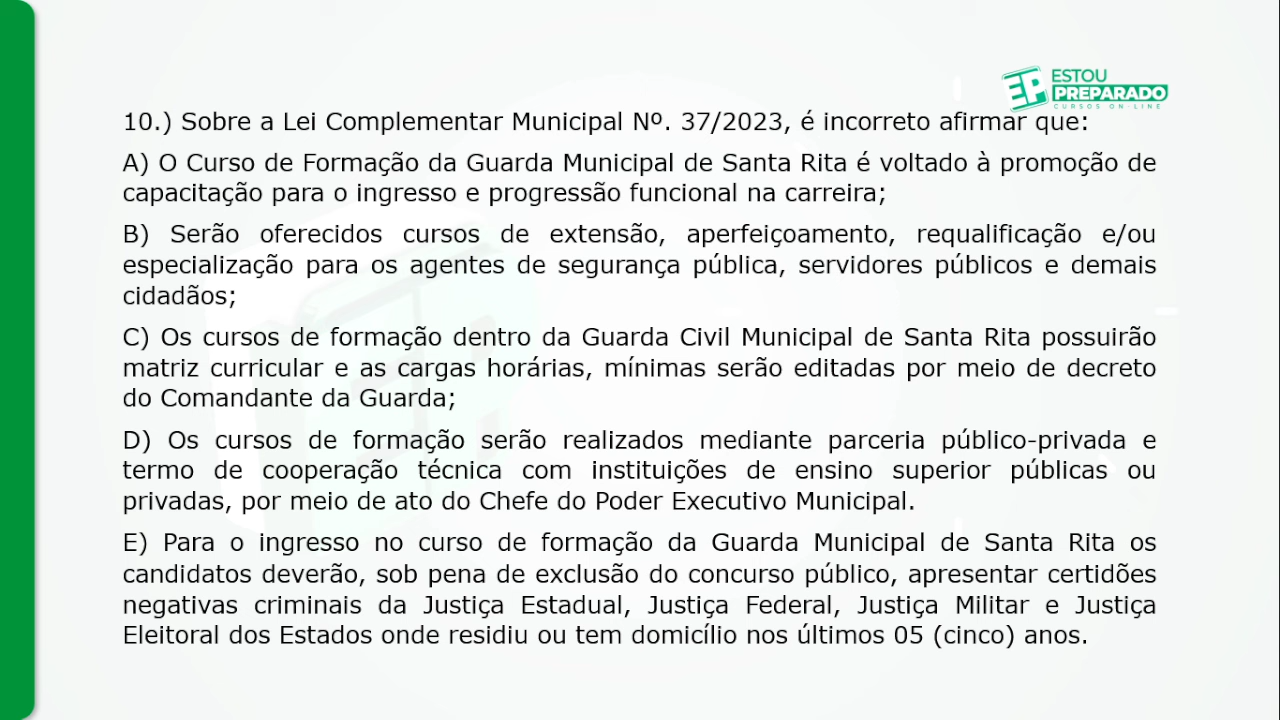 ESTOU
EP PREPARADO
CURSOS ON-LINE
10.) Sobre a Lei Complementar Municipal Nº. 37/2023, é incorreto afirmar que:
A) O Curso de Formação da Guarda Municipal de Santa Rita é voltado à promoção de
capacitação para o ingresso e progressão funcional na carreira;
B) Serão oferecidos cursos de extensão, aperfeiçoamento, requalificação e/ou
especialização para os agentes de segurança pública, servidores públicos e demais
cidadãos;
C) Os cursos de formação dentro da Guarda Civil Municipal de Santa Rita possuirão
matriz curricular e as cargas horárias, mínimas serão editadas por meio de decreto
do Comandante da Guarda;
D) Os cursos de formação serão realizados mediante parceria público-privada e
termo de cooperação técnica com instituições de ensino superior públicas ou
privadas, por meio de ato do Chefe do Poder Executivo Municipal.
E) Para o ingresso no curso de formação da Guarda Municipal de Santa Rita os
candidatos deverão, sob pena de exclusão do concurso público, apresentar certidões
negativas criminais da Justiça Estadual, Justiça Federal, Justiça Militar e Justiça
Eleitoral dos Estados onde residiu ou tem domicílio nos últimos 05 (cinco) anos.